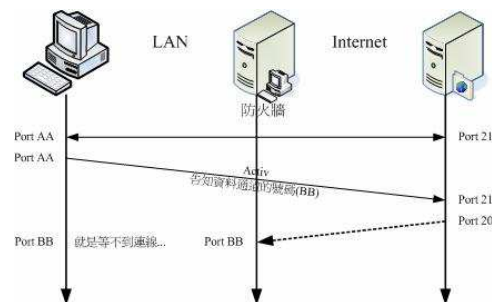 LAN
Internet
防火牆
Port AA
Port 21
Port AA
Activ
告知資料通道的號碼(BB)
Port 21
Port 20
Port BB
就是等不到連線...
Port BB